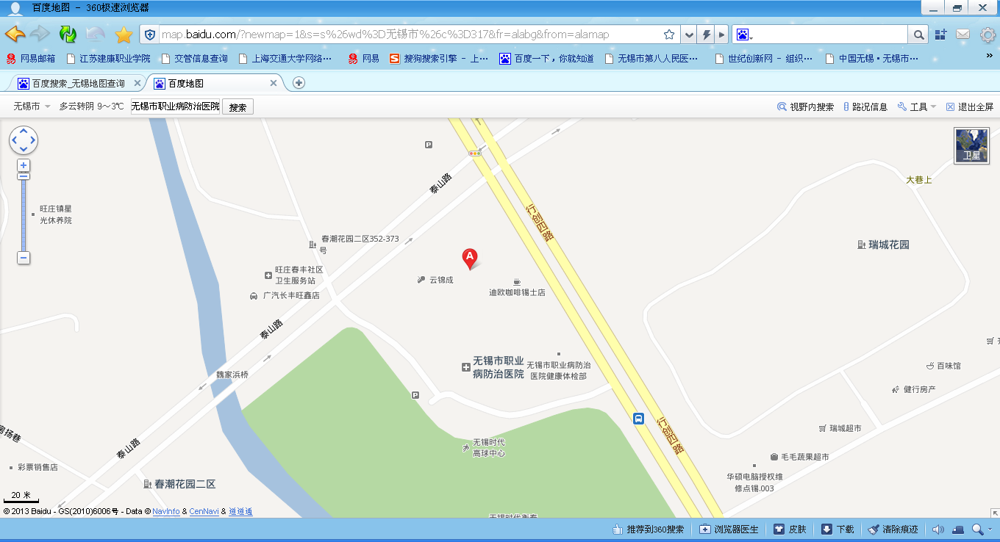 百度地图 - 360极速浏览器
map.baidu.com/?newmap=1&s=s%26wd%3D无锡市%26c%3D317&fr=alabg&from=alamap
网易邮箱 江苏建康职业学院 交管信息查询 上海交通大学网络… 网易 搜狗搜索引擎 - 上… 百度一下，你就知道 无锡市第八人民医… 世纪创新网 - 组织… 中国无锡·无锡市… »
百度搜索_无锡地图查询 百度地图
无锡市 多云转阴 9～3℃ 无锡市职业病防治医院 搜索 视野内搜索 路况信息 工具 退出全屏
P
卫星
泰山路
大巷上
旺庄镇星
光休养院
行创四路
春潮花园二区352-373
号
瑞城花园
A
旺庄春丰社区
卫生服务站
云锦成
迪欧咖啡锡士店
广汽长丰旺鑫店
泰山路
无锡市职业
病防治医院
无锡市职业病防治
医院健康体检部
百味馆
魏家浜桥
健行房产
P
行创四路
瑞城超市
泰山路
无锡时代
高球中心
毛毛蔬果超市
彩票销售店
华硕电脑授权维
修点锡.003
春潮花园二区
20 米
© 2013 Baidu - GS(2010)6006号 - Data © NavInfo & CenNavi & 道道通
推荐到360搜索 浏览器医生 皮肤 下载 清除痕迹